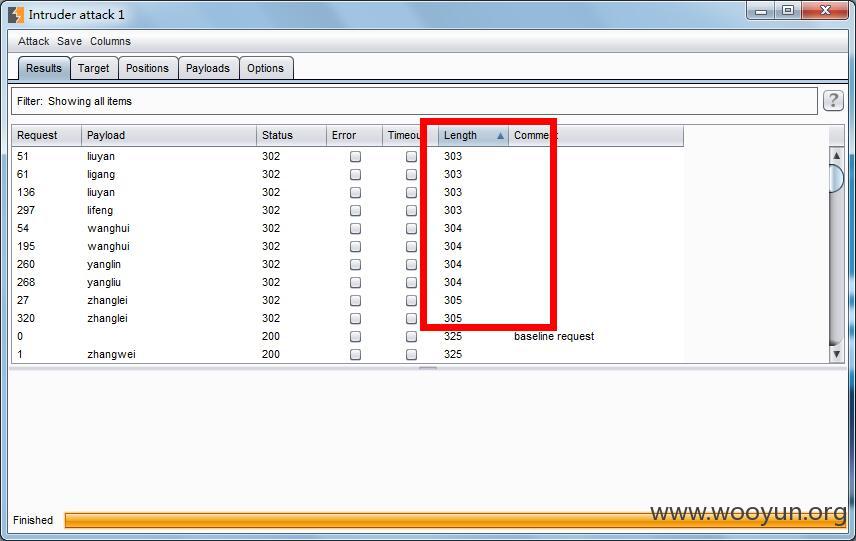 Intruder attack 1
Attack Save Columns
Results Target Positions Payloads Options
Filter: Showing all items ?
Request Payload Status Error Timeou Length Commen
51 liuyan 302 303
61 ligang 302 303
136 liuyan 302 303
297 lifeng 302 303
54 wanghui 302 304
195 wanghui 302 304
260 yanglin 302 304
268 yangliu 302 304
27 zhanglei 302 305
320 zhanglei 302 305
0 200 325 baseline request
1 zhangwei 200 325
www.wooyun.org
Finished